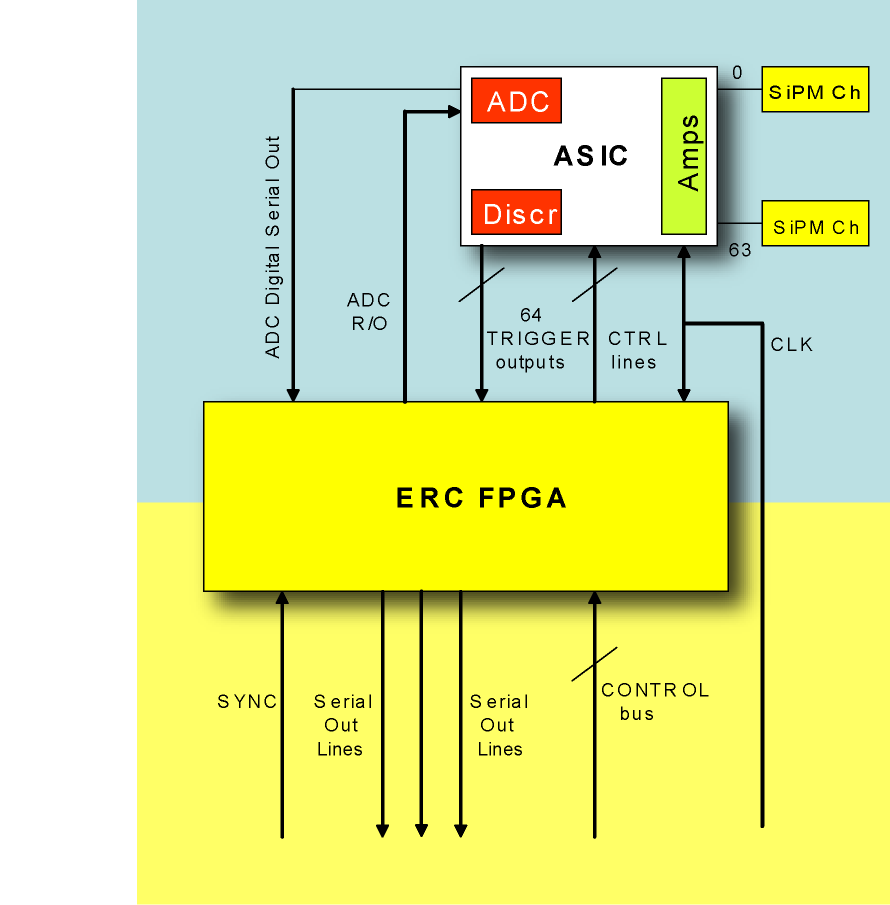 0
SiPM Ch
ADC
ASIC
Amps
Discr
SiPM Ch
63
ADC Digital Serial Out
ADC
R/O
64
TRIGGER
outputs
CTRL
lines
CLK
ERC FPGA
SYNC
Serial
Out
Lines
Serial
Out
Lines
CONTROL
bus